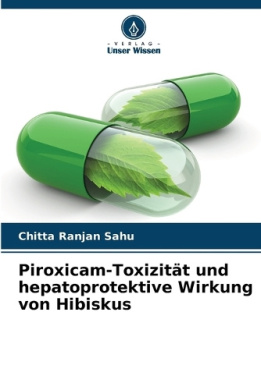 - VERLAG -
Unser Wissen
Chitta Ranjan Sahu
Piroxicam-Toxizität und
hepatoprotektive Wirkung
von Hibiskus